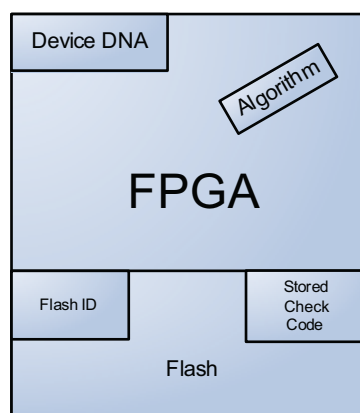 Device DNA
Algorithm
FPGA
Flash ID
Stored
Check
Code
Flash